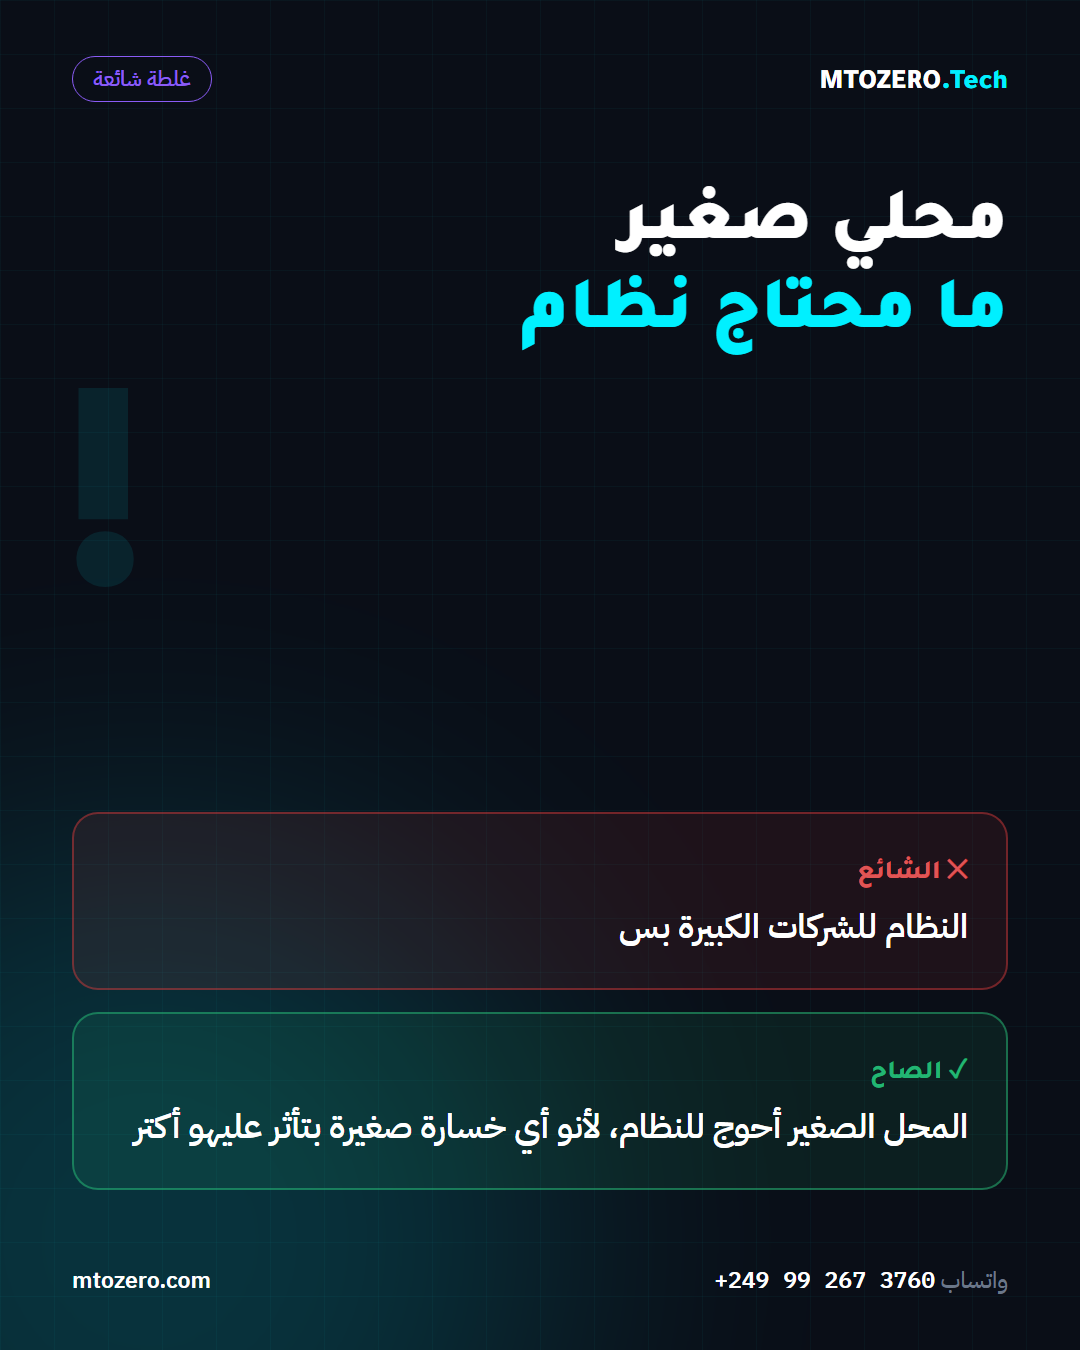 MTOZERO.Tech
غلطة شائعة
محلي صغير
ما محتاج نظام
!
✕ الشائع
النظام للشركات الكبيرة بس
✓ الصاح
المحل الصغير أحوج للنظام، لأنو أي خسارة صغيرة بتأثر عليهو أكتر
واتساب +249 99 267 3760
mtozero.com